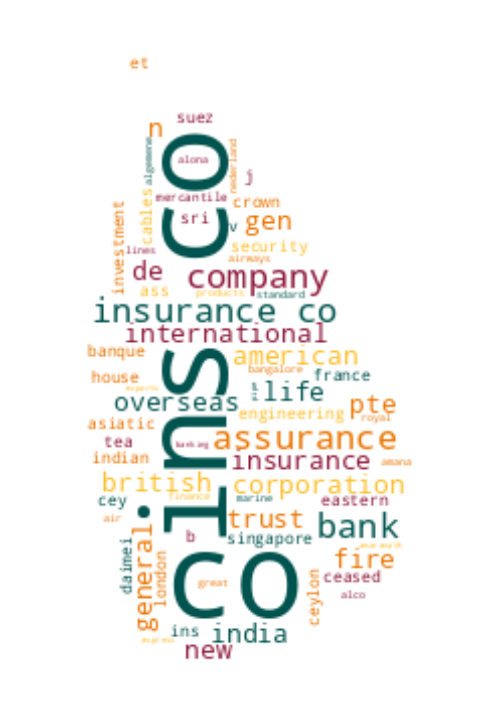 et
suez
n
algemene
alona
nederland
mercantile
crown
cables
investment
sri
v
gen
security
lines
airways
de
company
ass
products
standard
co ins co
insurance co
international
banque
american
bangalore
house
france
life
overseas
engineering
pte
royal
asiatic
tea
banking
assurance
indian
insurance
amana
british
corporation
finance
marine
cey
eastern
air
trust
bank
b
singapore
fire
daimei
general
london
great
ceylon
ceased
alco
express
ins
india
new